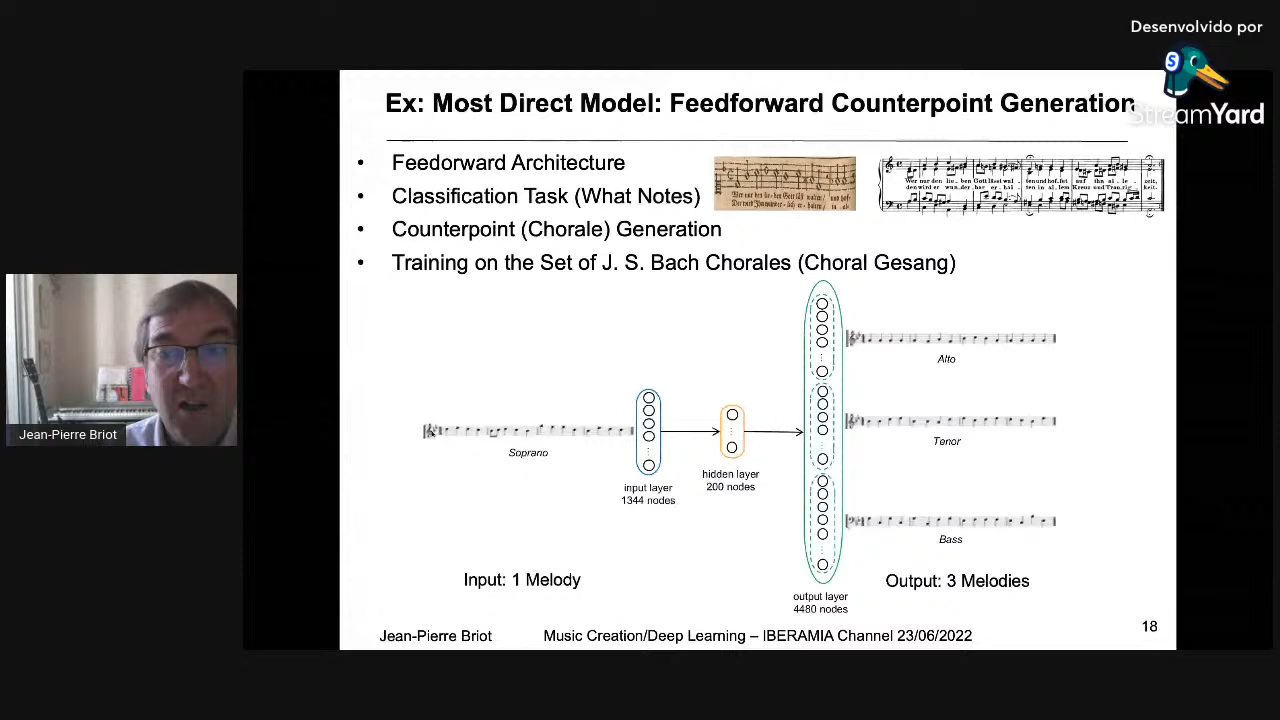 Desenvolvido por
StreamYard
Ex: Most Direct Model: Feedforward Counterpoint Generation
• Feedorward Architecture
• Classification Task (What Notes)
• Counterpoint (Chorale) Generation
• Training on the Set of J. S. Bach Chorales (Choral Gesang)
Alto
Tenor
Soprano
Bass
input layer
1344 nodes
hidden layer
200 nodes
output layer
4480 nodes
Input: 1 Melody
Output: 3 Melodies
Jean-Pierre Briot
Jean-Pierre Briot Music Creation/Deep Learning – IBERAMIA Channel 23/06/2022
18